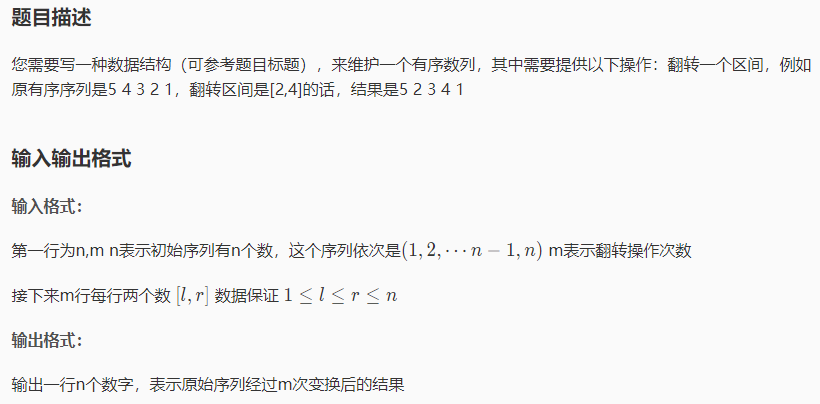 题目描述
您需要写一种数据结构（可参考题目标题），来维护一个有序数列，其中需要提供以下操作：翻转一个区间，例如
原有序序列是5 4 3 2 1，翻转区间是[2,4]的话，结果是5 2 3 4 1
输入输出格式
输入格式：
第一行为n,m n表示初始序列有n个数，这个序列依次是(1, 2, ⋯ n − 1, n) m表示翻转操作次数
接下来m行每行两个数 [l, r] 数据保证 1 ≤ l ≤ r ≤ n
输出格式：
输出一行n个数字，表示原始序列经过m次变换后的结果